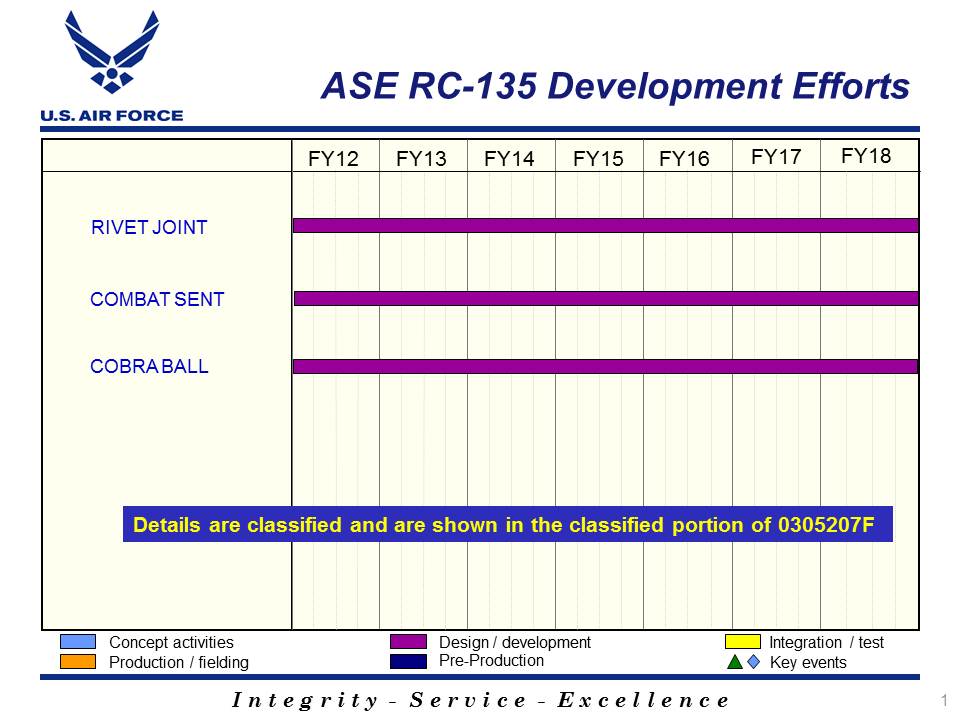 U.S. AIR FORCE
ASE RC-135 Development Efforts
FY12 FY13 FY14 FY15 FY16 FY17 FY18
RIVET JOINT
COMBAT SENT
COBRA BALL
Details are classified and are shown in the classified portion of 0305207F
Concept activities Design / development Integration / test
Production / fielding Pre-Production Key events
Integrity - Service - Excellence 1